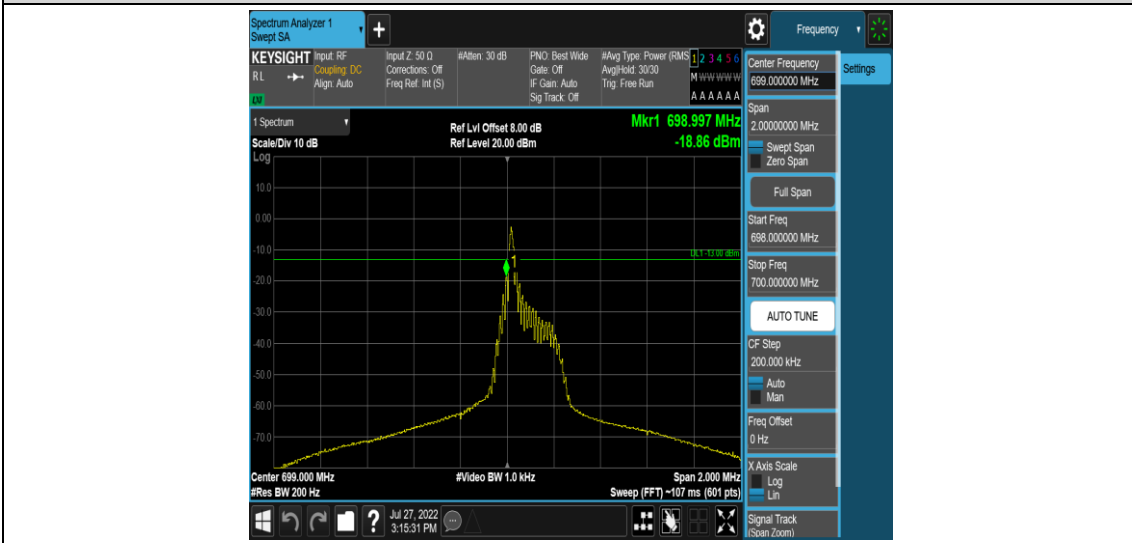 Spectrum Analyzer 1
Swept SA
+
Frequency
KEYSIGHT
R L
LXI
Input: RF
Coupling: DC
Align: Auto
Input Z: 50 Ω
Corrections: Off
Freq Ref: Int (S)
#Atten: 30 dB
PNO: Best Wide
Gate: Off
IF Gain: Auto
Sig Track: Off
#Avg Type: Power (RMS
Avg|Hold: 30/30
Trig: Free Run
1 2 3 4 5 6
M W W W W W
A A A A A A
1 Spectrum
Scale/Div 10 dB
Log
Ref Lvl Offset 8.00 dB
Ref Level 20.00 dBm
Mkr1 698.997 MHz
-18.86 dBm
10.0
0.00
-10.0
-20.0
-30.0
-40.0
-50.0
-60.0
-70.0
DL1 -13.00 dBm
1
Center 699.000 MHz
#Res BW 200 Hz
#Video BW 1.0 kHz
Span 2.000 MHz
Sweep (FFT) ~107 ms (601 pts)
Center Frequency
699.000000 MHz
Settings
Span
2.00000000 MHz
Swept Span
Zero Span
Full Span
Start Freq
698.000000 MHz
Stop Freq
700.000000 MHz
AUTO TUNE
CF Step
200.000 kHz
Auto
Man
Freq Offset
0 Hz
X Axis Scale
Log
Lin
Signal Track
(Span Zoom)
?
Jul 27, 2022
3:15:31 PM